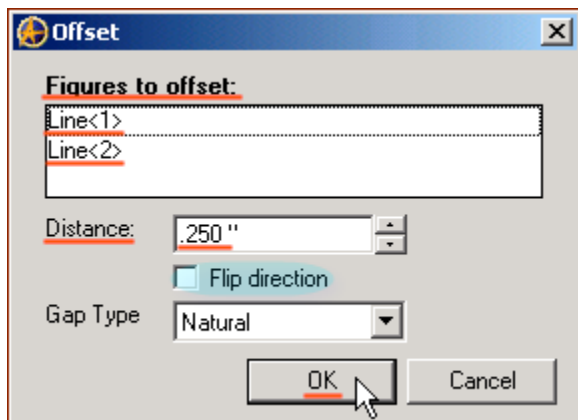 Offset
Figures to offset:
Line<1>
Line<2>
Distance:
.250 "
Flip direction
Gap Type
Natural
OK
Cancel